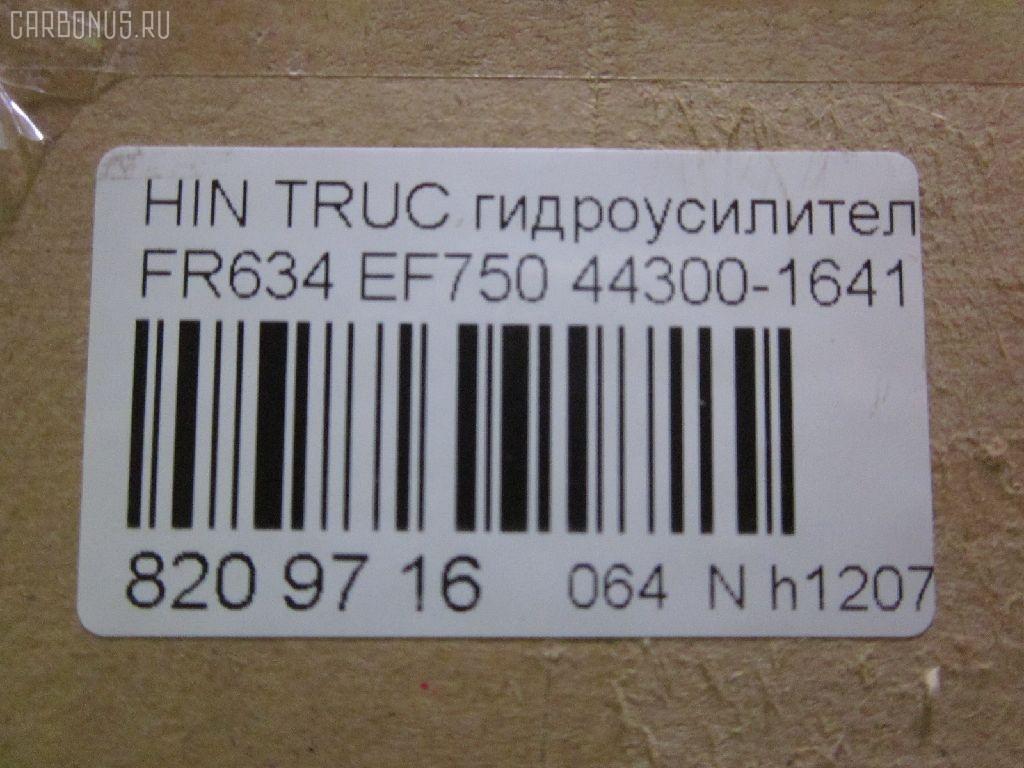 CARBONUS.RU
HIN TRUC гидроусилител
FR634 EF750 44300-1641
820 97 16 064 N h1207